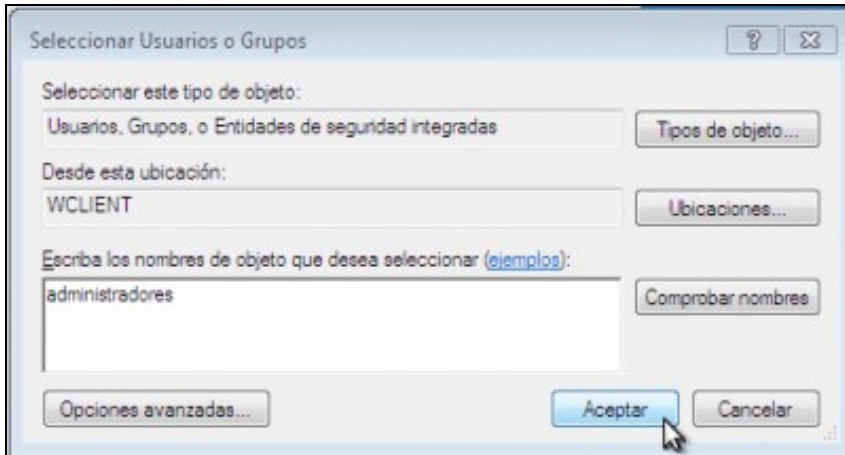 Seleccionar Usuarios o Grupos
Seleccionar este tipo de objeto:
Usuarios, Grupos, o Entidades de seguridad integradas
Tipos de objeto...
Desde esta ubicación:
WCLIENT
Ubicaciones...
Escriba los nombres de objeto que desea seleccionar (ejemplos):
administradores
Comprobar nombres
Opciones avanzadas...
Aceptar
Cancelar